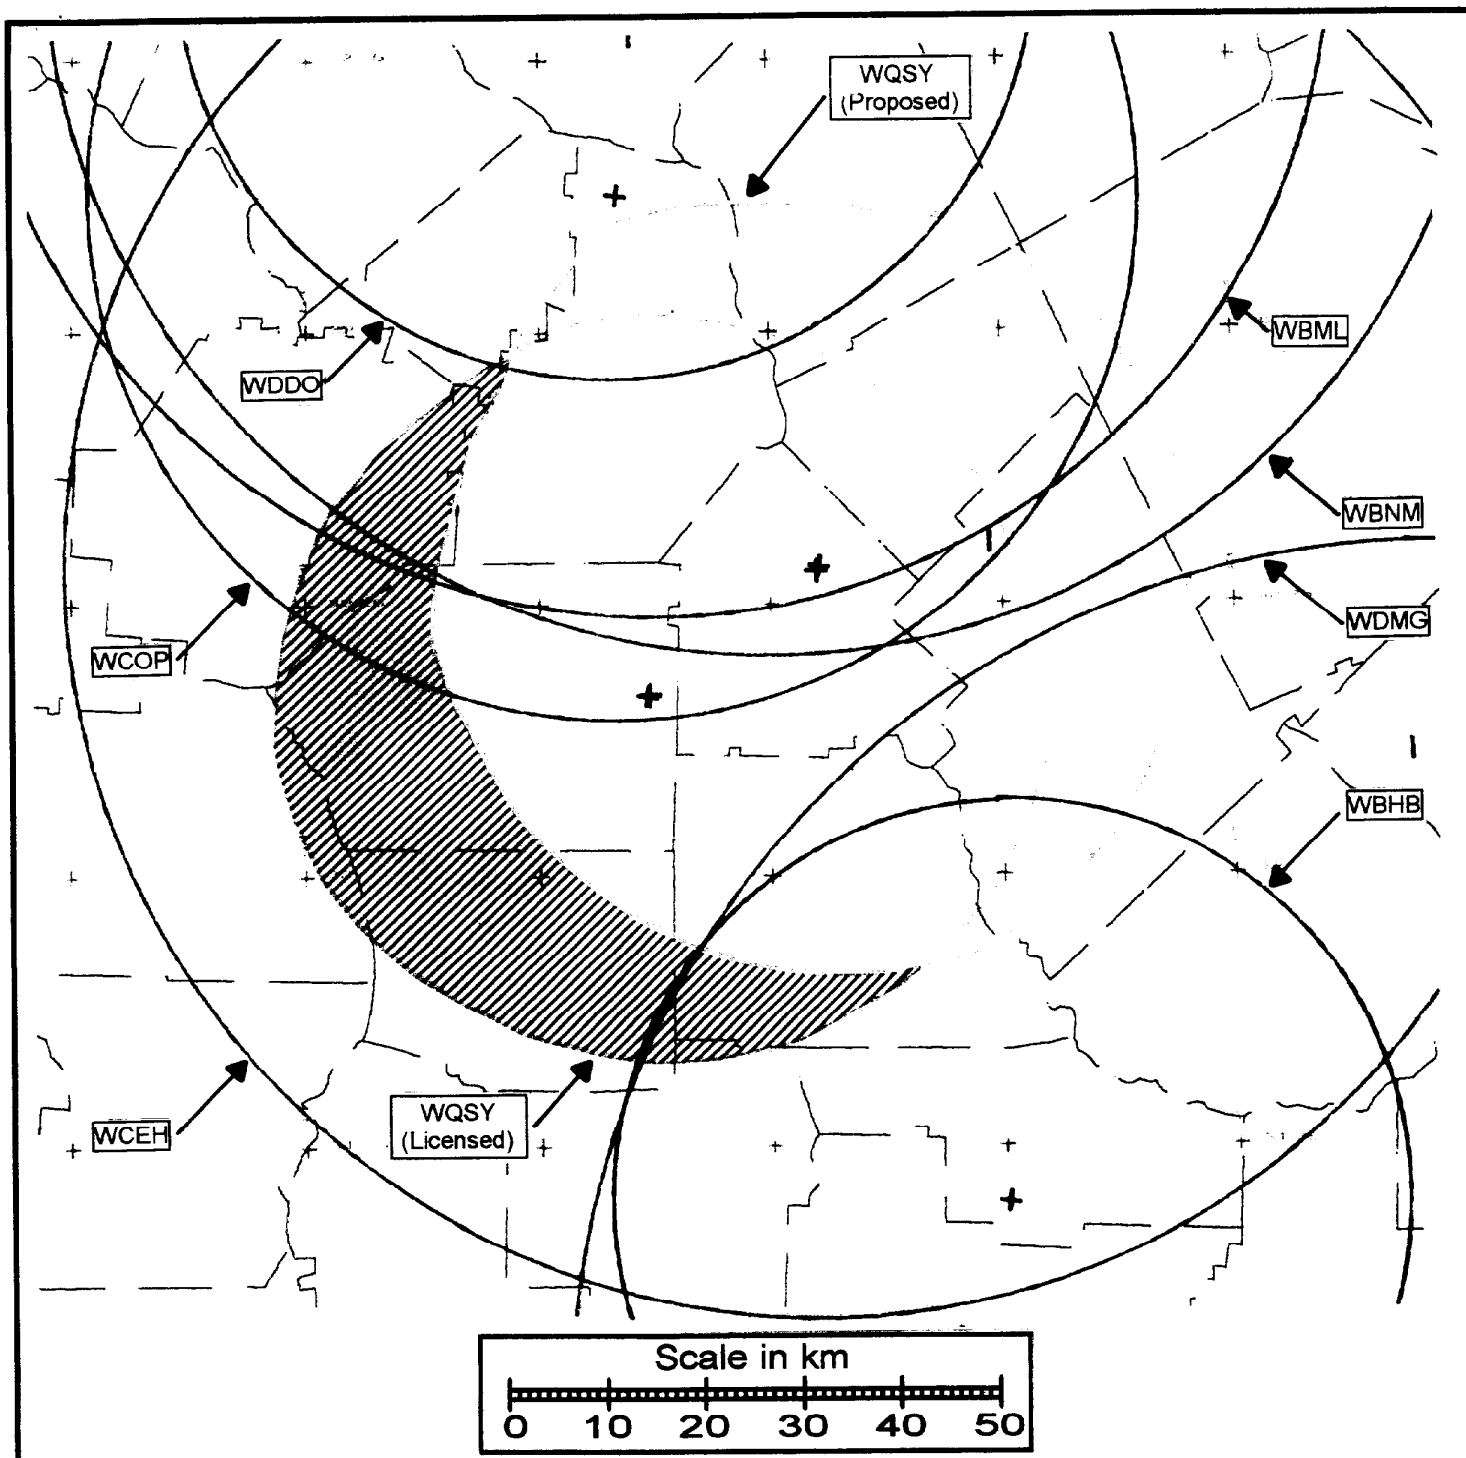 WQSY
(Proposed)
WBML
WDDO
WBNM
WDMG
WCOP
WBHB
WCEH
WQSY
(Licensed)
Scale in km
0 10 20 30 40 50